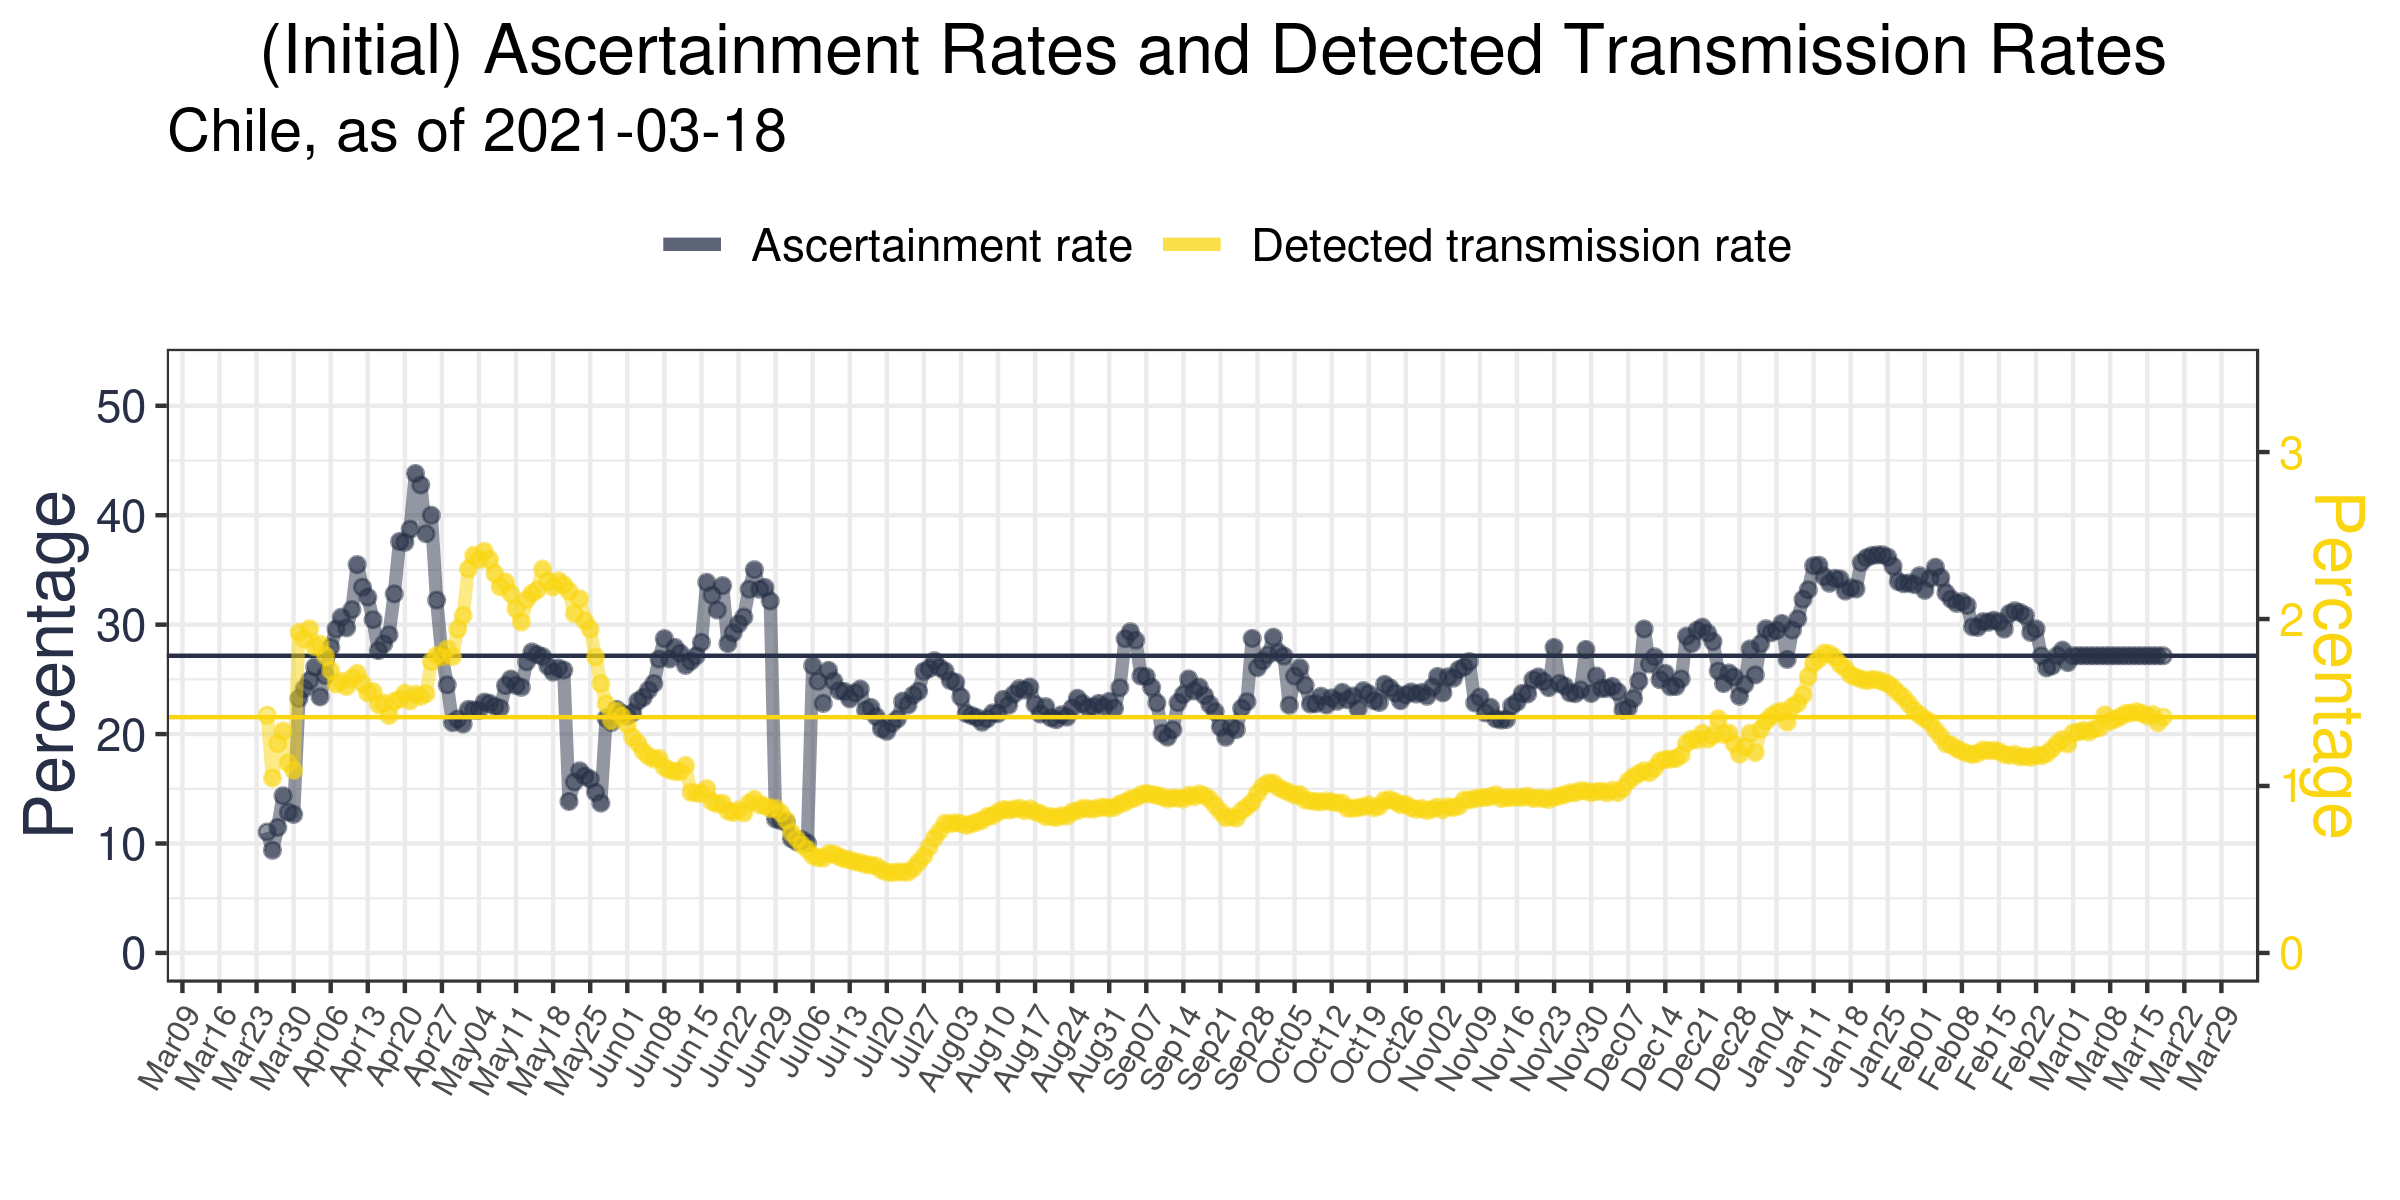 (Initial) Ascertainment Rates and Detected Transmission Rates
Chile, as of 2021-03-18
Ascertainment rate Detected transmission rate
Percentage
50
40
30
20
10
0
3
2
1
0
Percentage
Mar09 Mar16 Mar23 Mar30 Apr06 Apr13 Apr20 Apr27 May04 May11 May18 May25 Jun01 Jun08 Jun15 Jun22 Jun29 Jul06 Jul13 Jul20 Jul27 Aug03 Aug10 Aug17 Aug24 Aug31 Sep07 Sep14 Sep21 Sep28 Oct05 Oct12 Oct19 Oct26 Nov02 Nov09 Nov16 Nov23 Nov30 Dec07 Dec14 Dec21 Dec28 Jan04 Jan11 Jan18 Jan25 Feb01 Feb08 Feb15 Feb22 Mar01 Mar08 Mar15 Mar22 Mar29